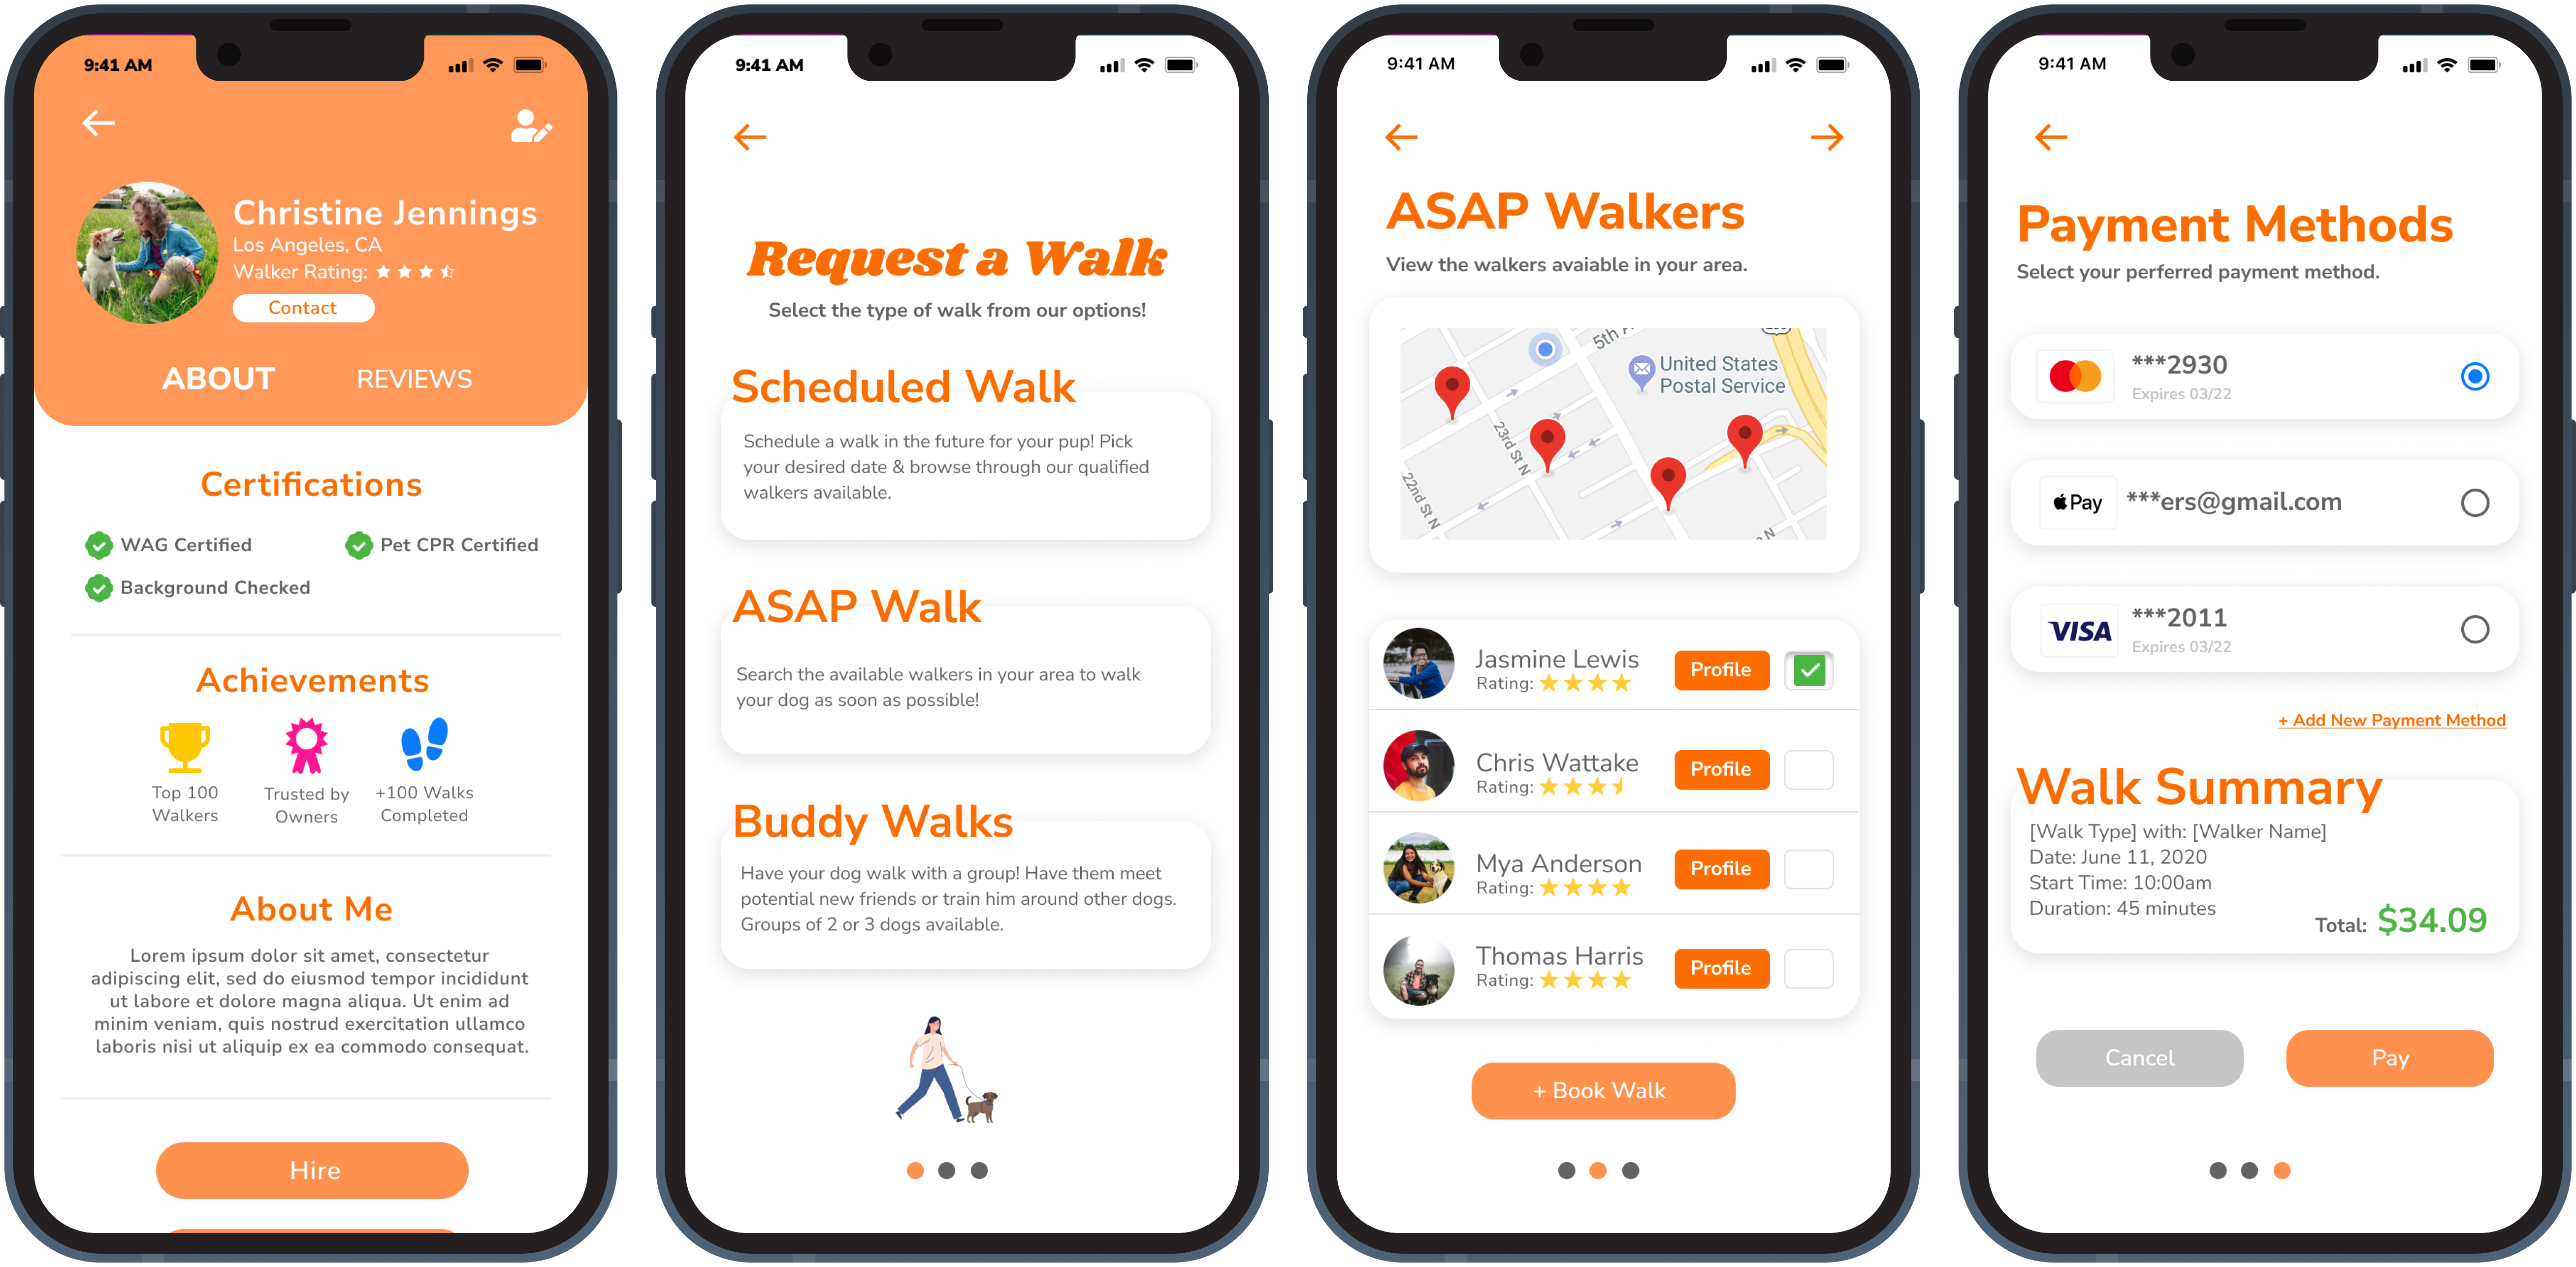 9:41 AM
Christine Jennings
Los Angeles, CA
Walker Rating:
Contact
ABOUT
REVIEWS
Certifications
WAG Certified
Pet CPR Certified
Background Checked
Achievements
Top 100
Walkers
Trusted by
Owners
+100 Walks
Completed
About Me
Lorem ipsum dolor sit amet, consectetur
adipiscing elit, sed do eiusmod tempor incididunt
ut labore et dolore magna aliqua. Ut enim ad
minim veniam, quis nostrud exercitation ullamco
laboris nisi ut aliquip ex ea commodo consequat.
Hire
9:41 AM
Request a Walk
Select the type of walk from our options!
Scheduled Walk
Schedule a walk in the future for your pup! Pick
your desired date & browse through our qualified
walkers available.
ASAP Walk
Search the available walkers in your area to walk
your dog as soon as possible!
Buddy Walks
Have your dog walk with a group! Have them meet
potential new friends or train him around other dogs.
Groups of 2 or 3 dogs available.
9:41 AM
ASAP Walkers
View the walkers avaiable in your area.
5th
United States
Postal Service
23rd St N
22nd St N
N
Jasmine Lewis
Rating:
Profile
Chris Wattake
Rating:
Profile
Mya Anderson
Rating:
Profile
Thomas Harris
Rating:
Profile
+ Book Walk
9:41 AM
Payment Methods
Select your perferred payment method.
***2930
Expires 03/22
Pay
***ers@gmail.com
VISA
***2011
Expires 03/22
+ Add New Payment Method
Walk Summary
[Walk Type] with: [Walker Name]
Date: June 11, 2020
Start Time: 10:00am
Duration: 45 minutes
Total: $34.09
Cancel
Pay